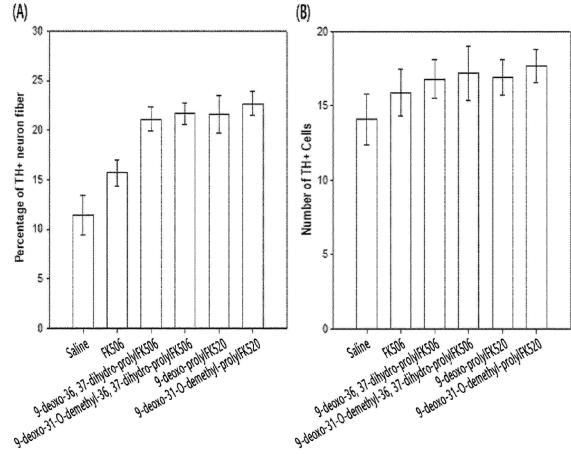 (A)
Percentage of TH+ neuron fiber
30
25
20
15
10
5
0
Saline
FK506
9-deoxo-36, 37-dihydro-prolylFK506
9-deoxo-31-O-demethyl-36, 37-dihydro-prolylFK506
9-deoxo-prolylFK520
9-deoxo-31-O-demethyl-prolylFK520
(B)
Number of TH+ Cells
20
15
10
5
0
Saline
FK506
9-deoxo-36, 37-dihydro-prolylFK506
9-deoxo-31-O-demethyl-36, 37-dihydro-prolylFK506
9-deoxo-prolylFK520
9-deoxo-31-O-demethyl-prolylFK520